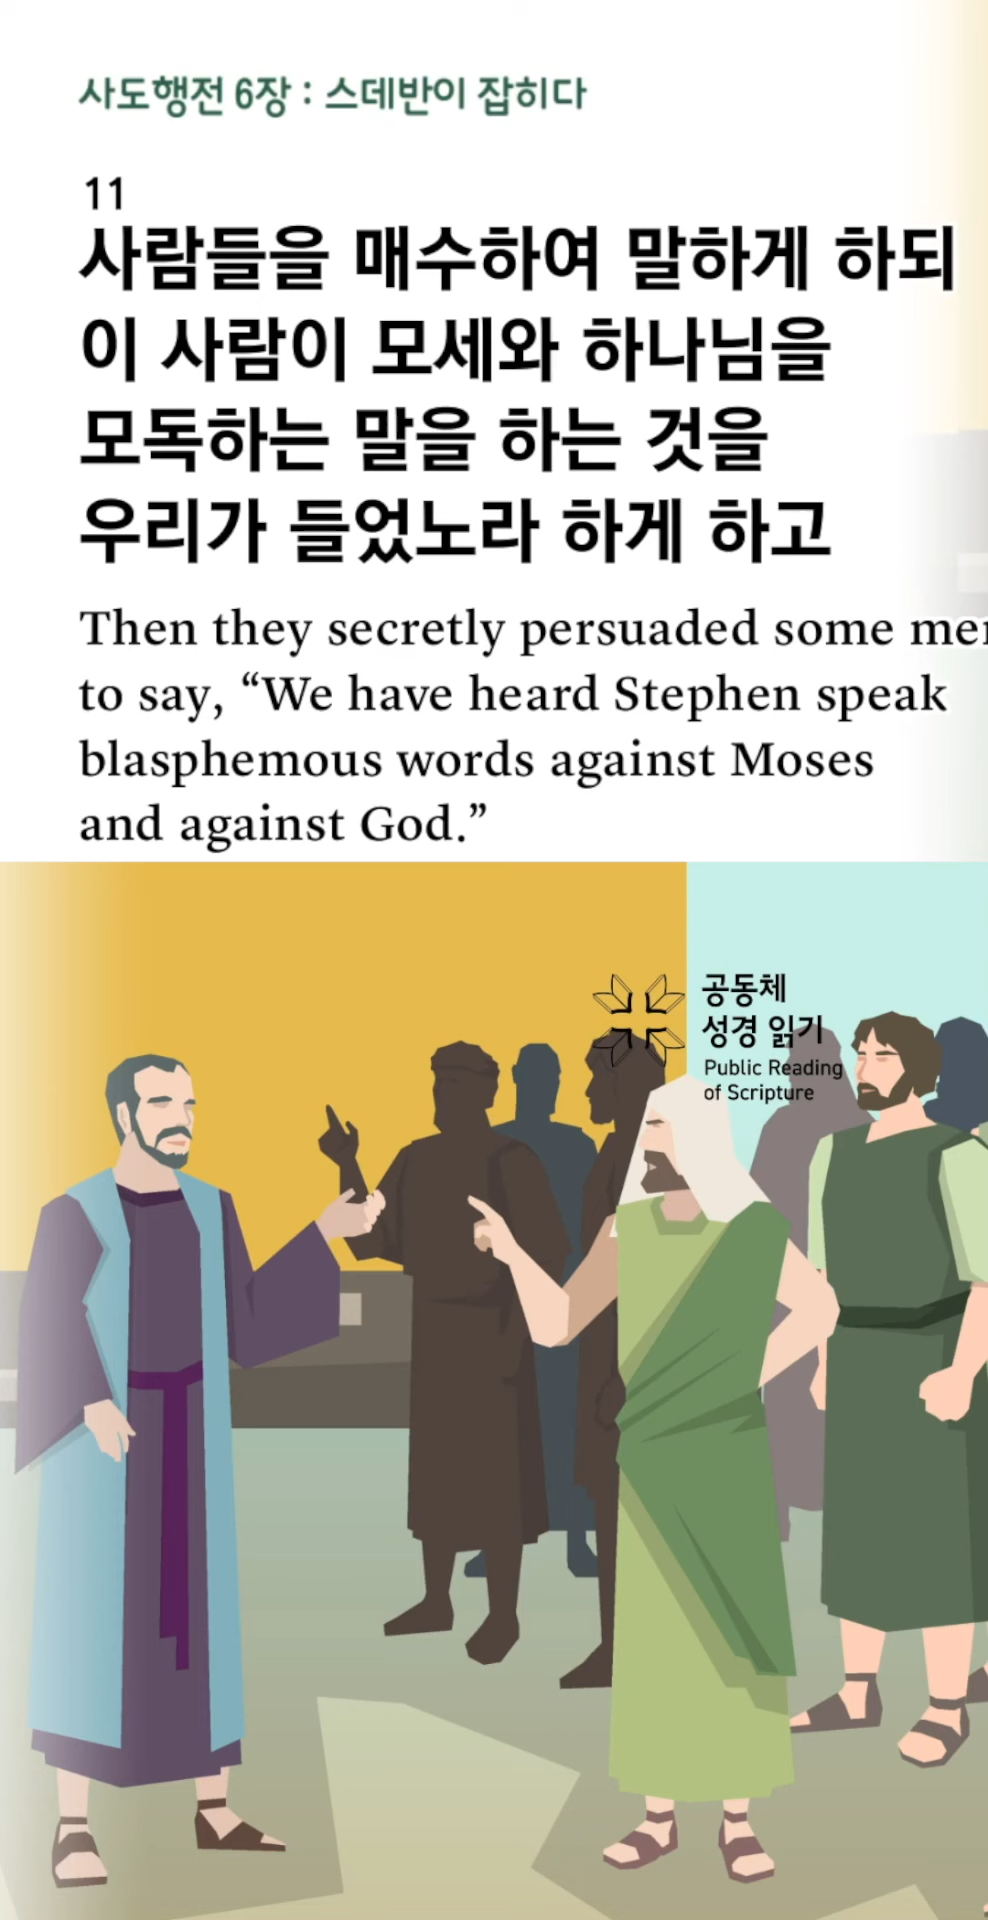 사도행전 6장 : 스데반이 잡히다
11
사람들을 매수하여 말하게 하되
이 사람이 모세와 하나님을
모독하는 말을 하는 것을
우리가 들었노라 하게 하고
Then they secretly persuaded some
to say, “We have heard Stephen speak
blasphemous words against Moses
and against God.”
공동체
성경 읽기
Public Reading
of Scripture